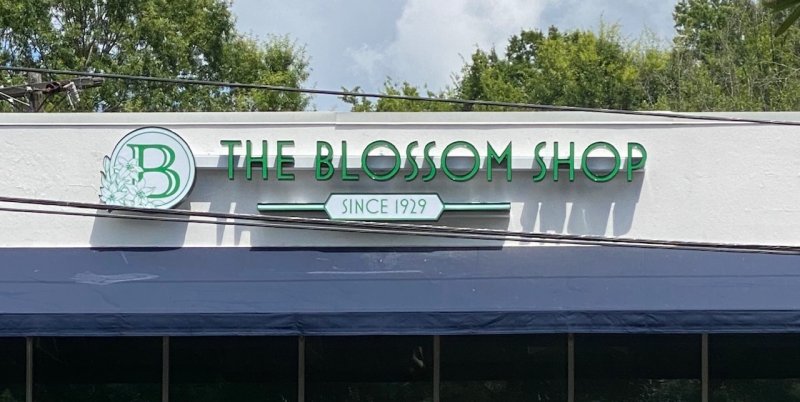 B
THE BLOSSOM SHOP
SINCE 1929